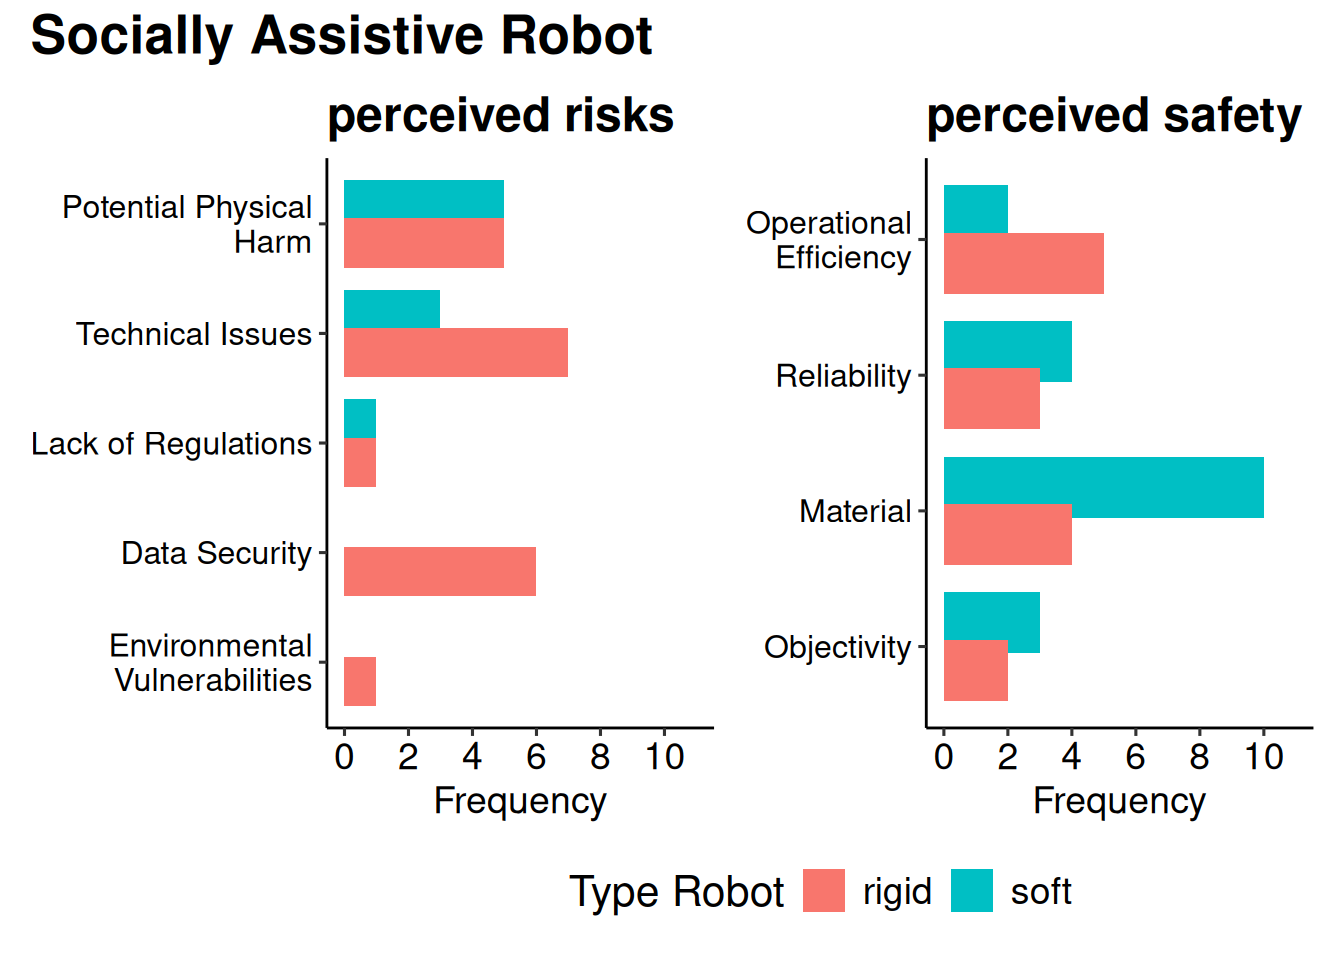 Socially Assistive Robot
perceived risks
Potential Physical
Harm
Technical Issues
Lack of Regulations
Data Security
Environmental
Vulnerabilities
0 2 4 6 8 10
Frequency
perceived safety
Operational
Efficiency
Reliability
Material
Objectivity
0 2 4 6 8 10
Frequency
Type Robot rigid soft